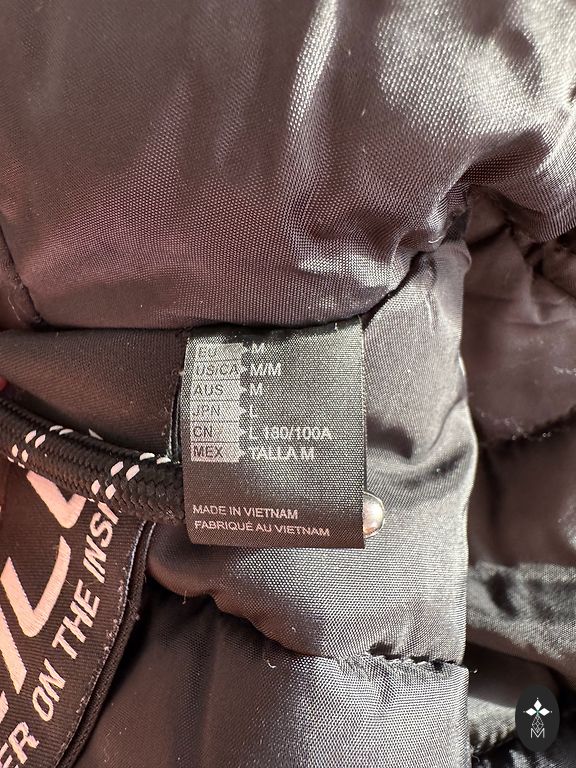 EU M
US/CA M/M
AUS M
JPN L
CN L 180/100A
MEX TALLA M
MADE IN VIETNAM
FABRIQUÉ AU VIETNAM
ER ON THE INSI
M